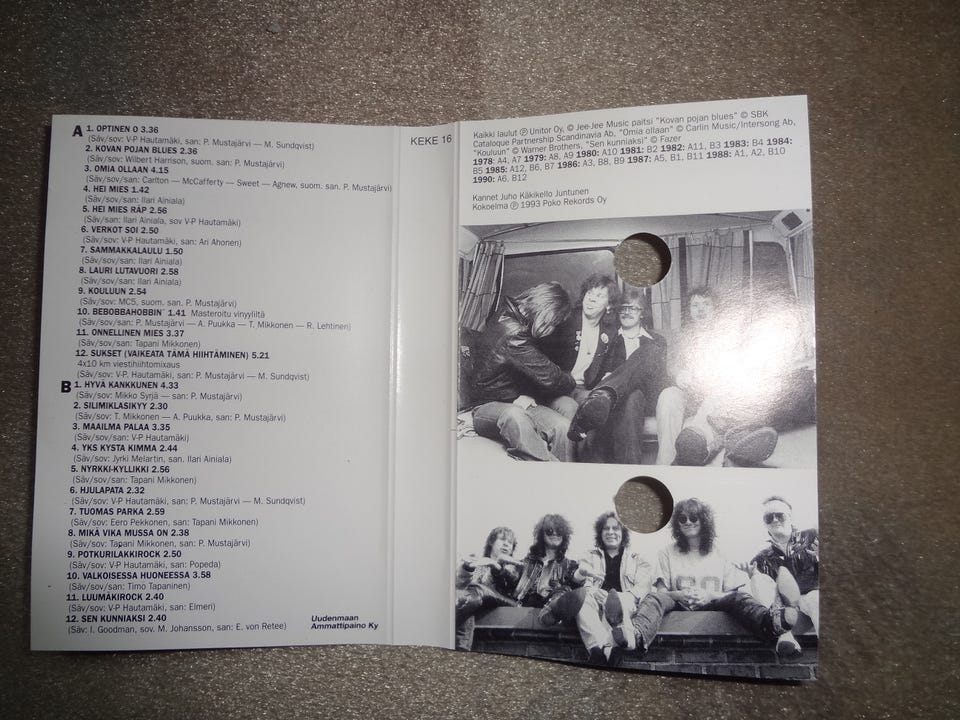 A 1. OPTINEN O 3.36
(Säv/sov: V-P Hautamäki, san: P. Mustajärvi — M. Sundqvist)
2. KOVAN POJAN BLUES 2.36
(Säv/sov: Wilbert Harrison, suom. san: P. Mustajärvi)
3. OMIA OLLAAN 4.15
(Säv/sov: Carlton — McCafferty — Sweet — Agnew, suom. san. P. Mustajärvi)
4. HEI MIES 1.42
(Säv/sov/san: Ilari Ainiala)
5. HEI MIES RÄP 2.56
(Säv/san: Ilari Ainiala, sov V-P Hautamäki)
6. VERKOT SOI 2.50
(Säv/sov: V-P Hautamäki, san: Ari Ahonen)
7. SAMMAKKALAULU 1.50
(Säv/sov/san: Ilari Ainiala)
8. LAURI LUTAVUORI 2.58
(Säv/sov/san: Ilari Ainiala)
9. KOULUUN 2.54
(Säv/sov: MC5, suom. san. P. Mustajärvi)
10. BEBOBBAHOBBIN´ 1.41 Masteroitu vinyyliltä
(Säv/sov/san: P. Mustajärvi — A. Puukka — T. Mikkonen — R. Lehtinen)
11. ONNELLINEN MIES 3.37
(Säv/sov/san: Tapani Mikkonen)
12. SUKSET (VAIKEATA TÄMÄ HIIHTÄMINEN) 5.21
4x10 km viestihiihtomixaus
(Säv/sov: V-P. Hautamäki, san: P. Mustajärvi — M. Sundqvist)
B 1. HYVÄ KANKKUNEN 4.33
(Säv/sov: Mikko Syrjä — san: P. Mustajärvi)
2. SILIMIKLASIKYY 2.30
(Säv/sov: T. Mikkonen — A. Puukka, san: P. Mustajärvi)
3. MAAILMA PALAA 3.35
(Säv/sov/san: V-P Hautamäki)
4. YKS KYSTA KIMMA 2.44
(Säv/sov: Jyrki Melartin, san. Ilari Ainiala)
5. NYRKKI-KYLLIKKI 2.56
(Säv/sov/san: Tapani Mikkonen)
6. HJULAPATA 2.32
(Säv/sov: V-P Hautamäki, san: P. Mustajärvi — M. Sundqvist)
7. TUOMAS PARKA 2.59
(Säv/sov: Eero Pekkonen, san: Tapani Mikkonen)
8. MIKÄ VIKA MUSSA ON 2.38
(Säv/sov: Tapani Mikkonen, san: P. Mustajärvi)
9. POTKURILAKKIROCK 2.50
(Säv/sov: V-P Hautamäki, san: Popeda)
10. VALKOISESSA HUONEESSA 3.58
(Säv/sov/san: Timo Tapaninen)
11. LUUMÄKIROCK 2.40
(Säv/sov: V-P Hautamäki, san: Elmeri)
12. SEN KUNNIAKSI 2.40
(Säv: I. Goodman, sov. M. Johansson, san: E. von Retee)
Uudenmaan
Ammattipaino Ky
KEKE 16
Kaikki laulut Ⓟ Unitor Oy, © Jee-Jee Music paitsi "Kovan pojan blues" © SBK
Cataloque Partnership Scandinavia Ab, "Omia ollaan" © Carlin Music/Intersong Ab,
"Kouluun" © Warner Brothers, "Sen kunniaksi" © Fazer
1978: A4, A7 1979: A8, A9 1980: A10 1981: B2 1982: A11, B3 1983: B4 1984:
B5 1985: A12, B6, B7 1986: A3, B8, B9 1987: A5, B1, B11 1988: A1, A2, B10
1990: A6, B12
Kannet Juho Käkikello Juntunen
Kokoelma Ⓟ 1993 Poko Rekords Oy